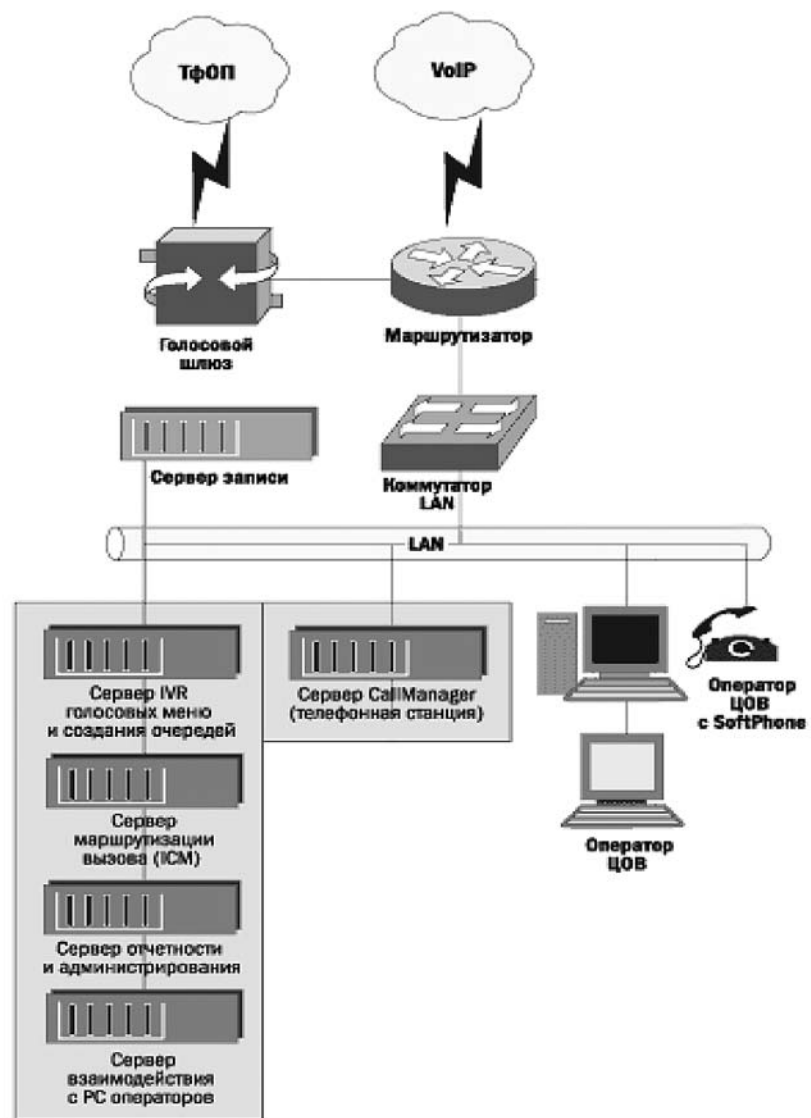 ТфОП
VoIP
Голосовой
шлюз
Маршрутизатор
Сервер записи
Коммутатор
LAN
LAN
Сервер IVR
голосовых меню
и создания очередей
Сервер CallManager
(телефонная станция)
Оператор
ЦОВ
с SoftPhone
Сервер
маршрутизации
вызова (ICM)
Оператор
ЦОВ
Сервер отчетности
и администрирования
Сервер
взаимодействия
с PC операторов